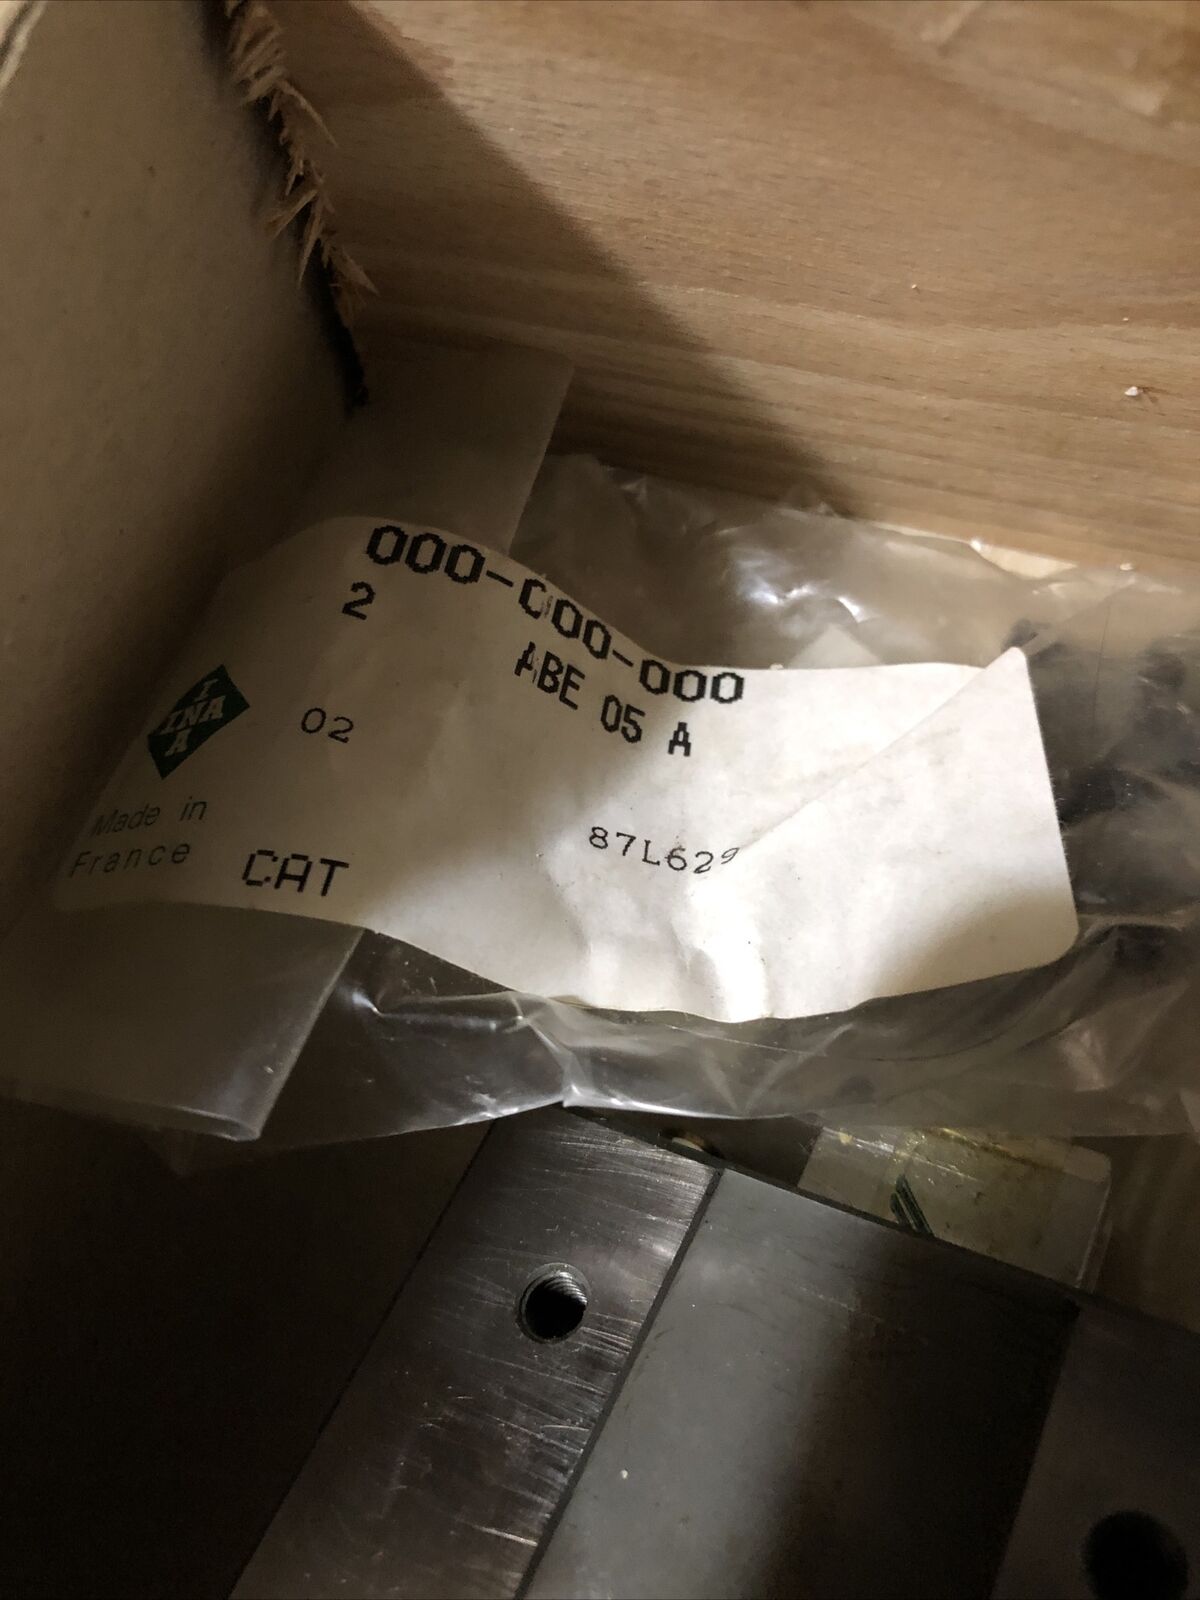 000-000-000
2 ABE 05 A
INA
02
Made in
France
CAT
87L629